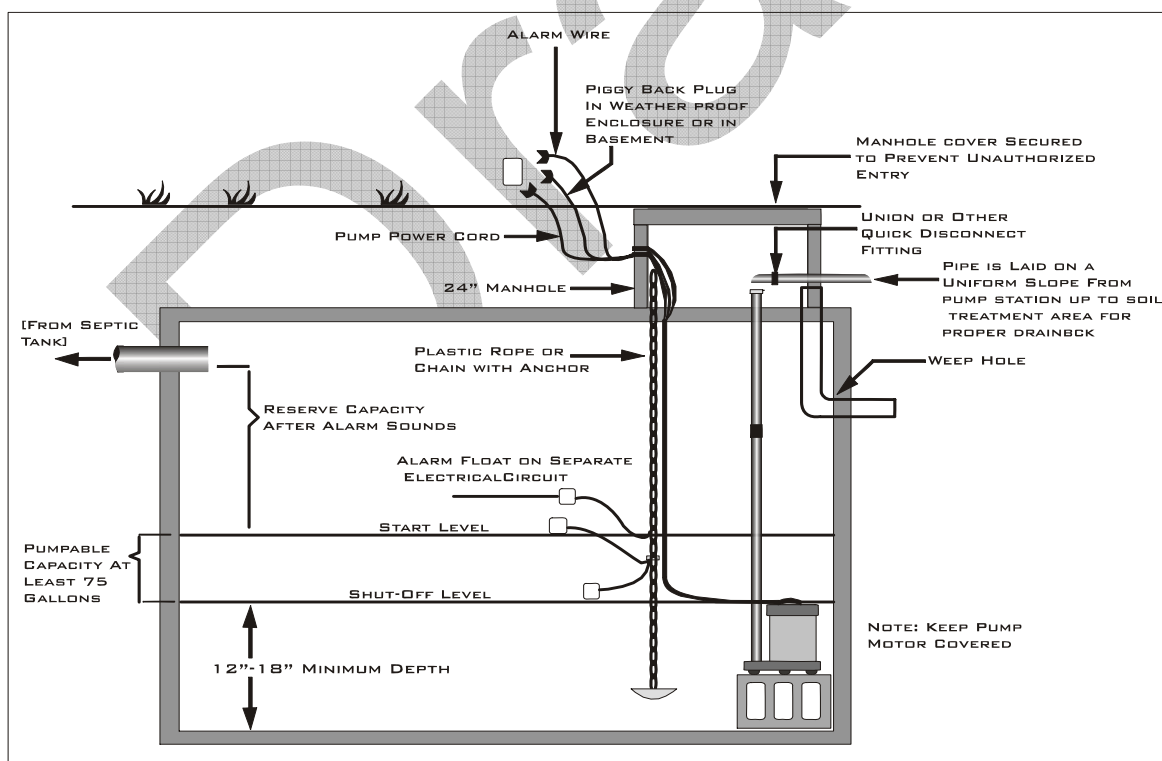 Alarm Wire
Piggy Back Plug
In Weather proof
Enclosure or in
Basement
Manhole cover Secured
to Prevent Unauthorized
Entry
Union or Other
Quick Disconnect
Fitting
Pump Power Cord
Pipe is Laid on a
Uniform Slope From
pump station up to soil
treatment area for
proper drainbck
24" Manhole
[From Septic
Tank]
Plastic Rope or
Chain with Anchor
Weep Hole
Reserve Capacity
After Alarm Sounds
Alarm Float on Separate
ElectricalCircuit
Start Level
Pumpable
Capacity At
Least 75
Gallons
Shut-Off Level
Note: Keep Pump
Motor Covered
12"-18" Minimum Depth
Dra